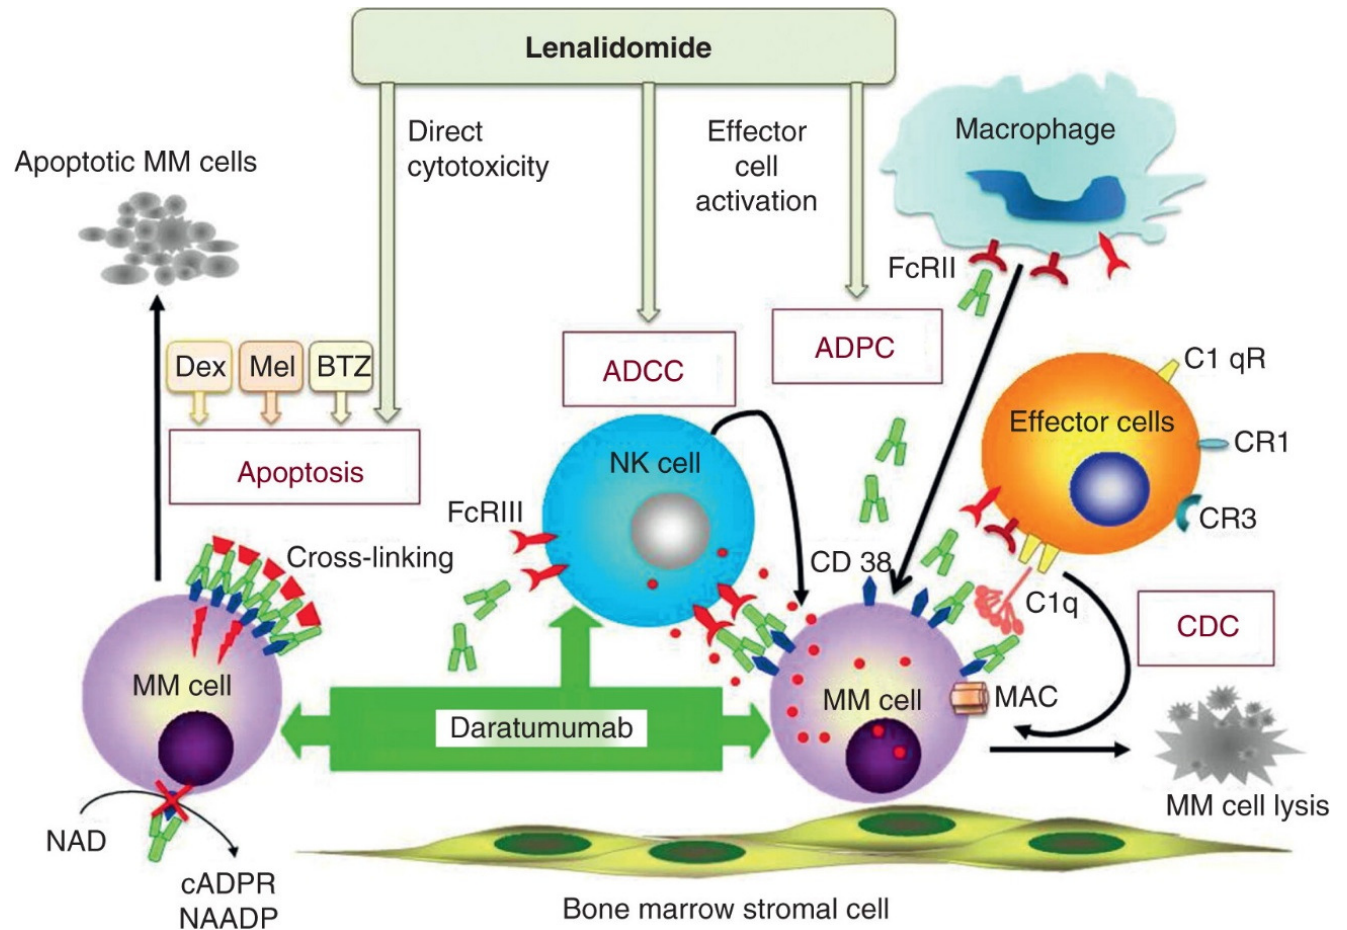 Lenalidomide
Direct
cytotoxicity
Effector
cell
activation
Macrophage
Apoptotic MM cells
FcRII
Dex
Mel
BTZ
ADCC
ADPC
C1 qR
Effector cells
CR1
Apoptosis
NK cell
FcRIII
CR3
Cross-linking
CD 38
C1q
CDC
MM cell
MM cell
MAC
Daratumumab
MM cell lysis
NAD
cADPR
NAADP
Bone marrow stromal cell